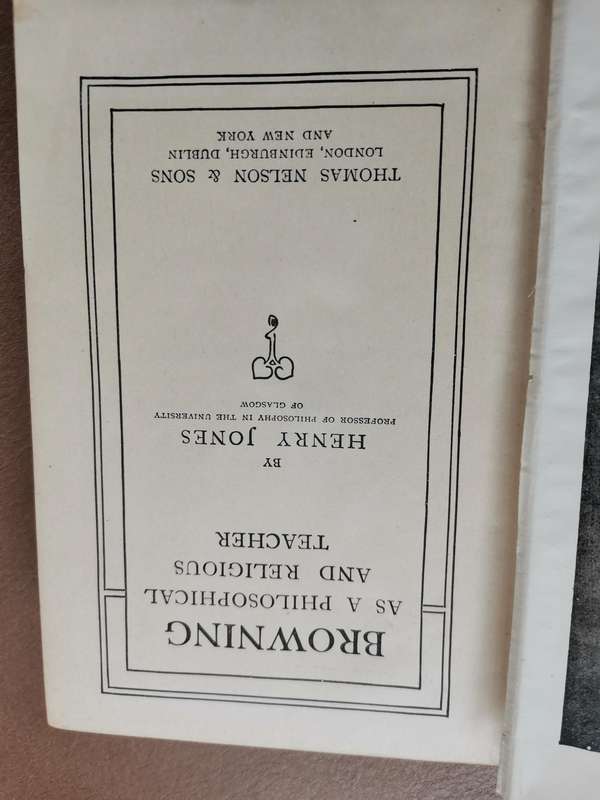 BROWNING
AS A PHILOSOPHICAL
AND RELIGIOUS
TEACHER
BY
HENRY JONES
PROFESSOR OF PHILOSOPHY IN THE UNIVERSITY
OF GLASGOW
THOMAS NELSON & SONS
LONDON, EDINBURGH, DUBLIN
AND NEW YORK